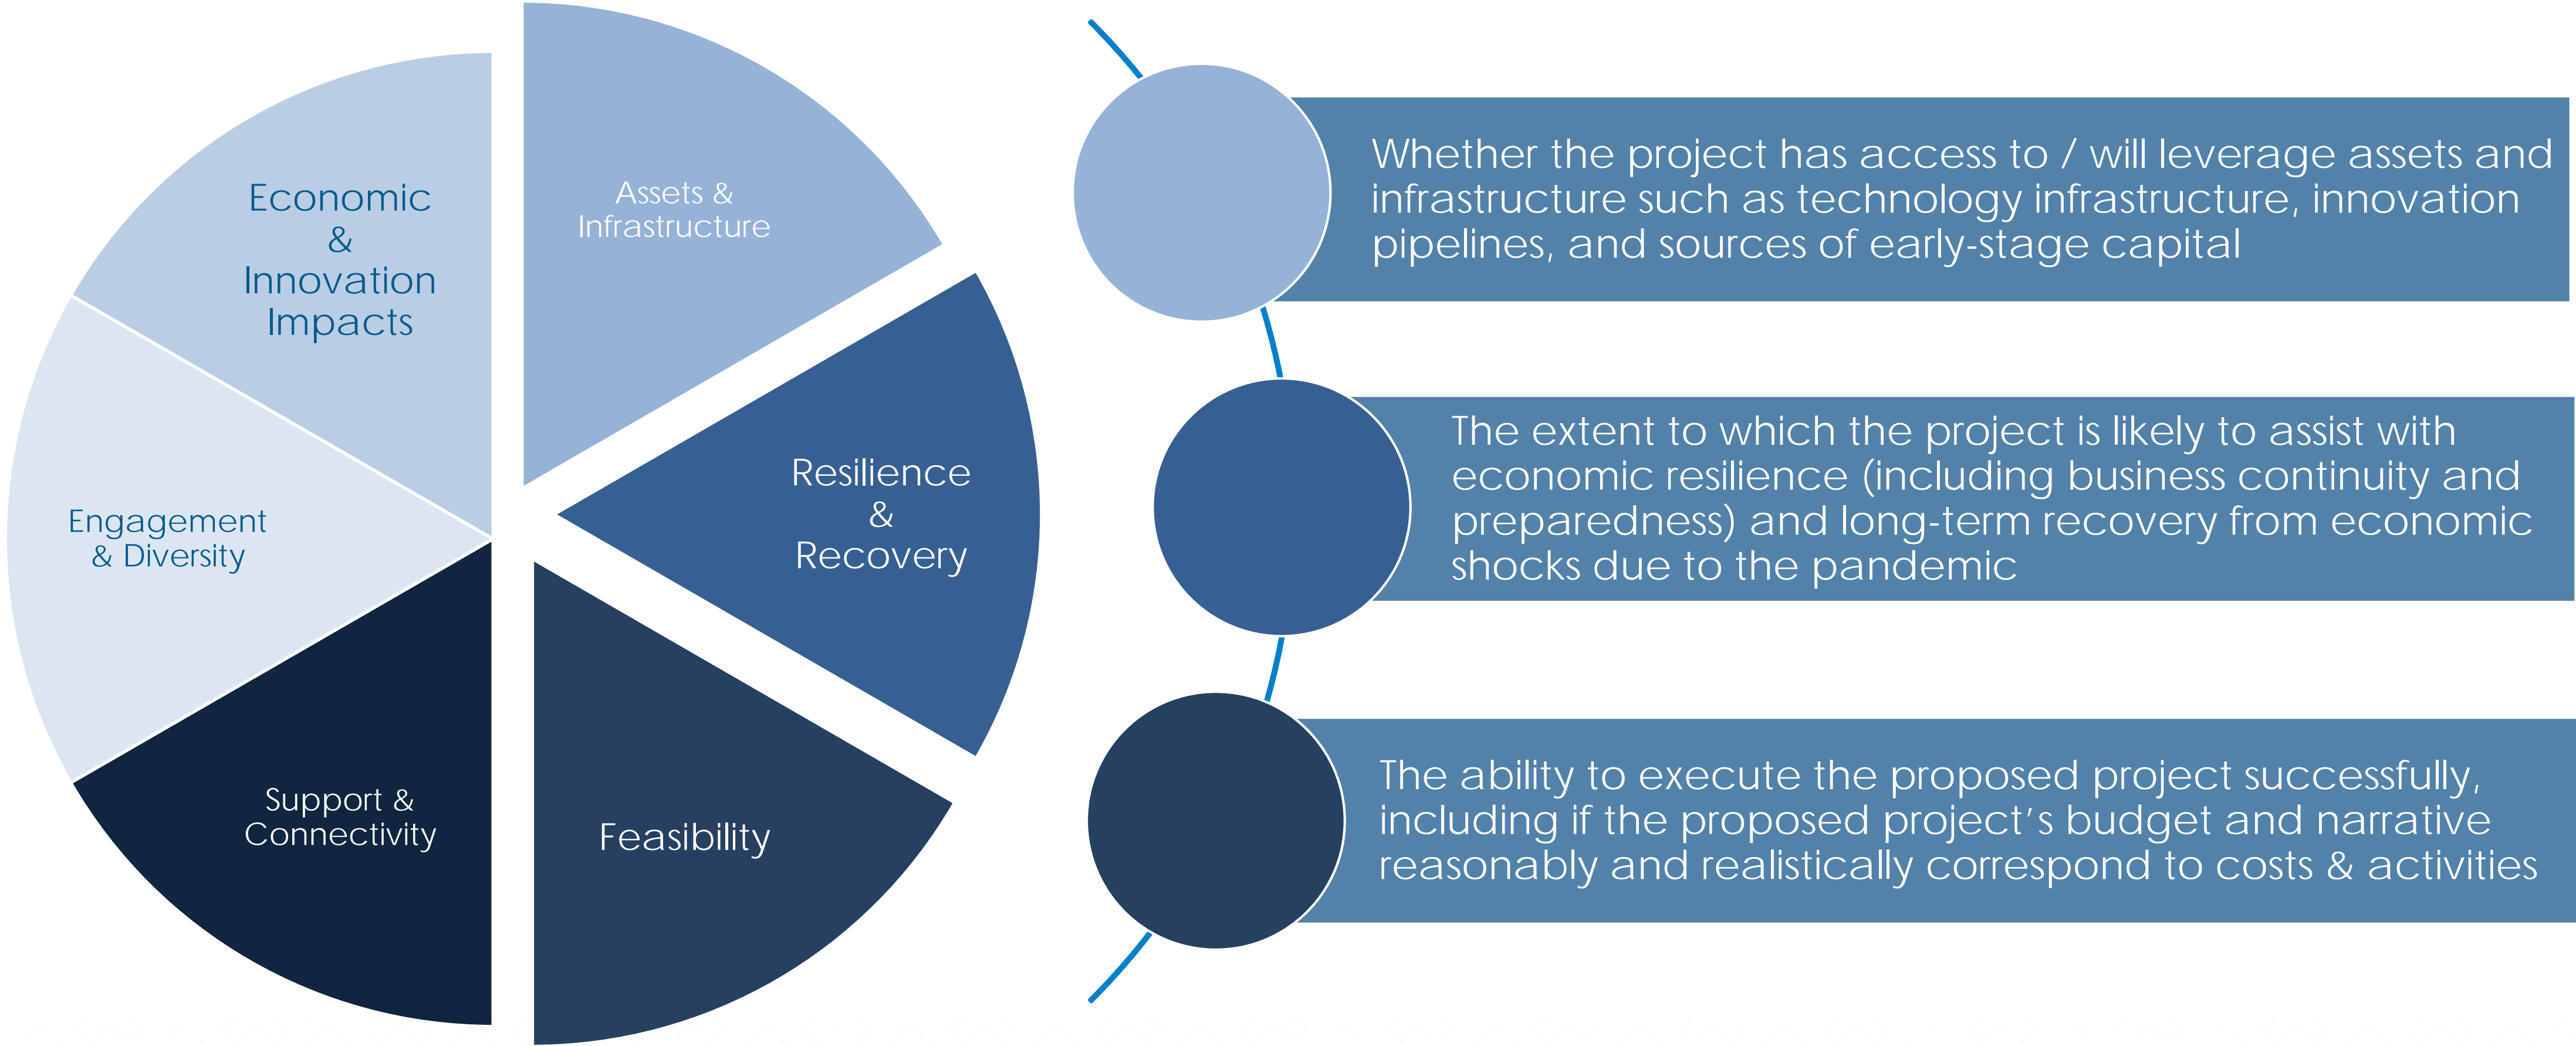 Economic
&
Innovation
Impacts
Assets &
Infrastructure
Engagement
& Diversity
Resilience
&
Recovery
Support &
Connectivity
Feasibility
Whether the project has access to / will leverage assets and
infrastructure such as technology infrastructure, innovation
pipelines, and sources of early-stage capital
The extent to which the project is likely to assist with
economic resilience (including business continuity and
preparedness) and long-term recovery from economic
shocks due to the pandemic
The ability to execute the proposed project successfully,
including if the proposed project’s budget and narrative
reasonably and realistically correspond to costs & activities